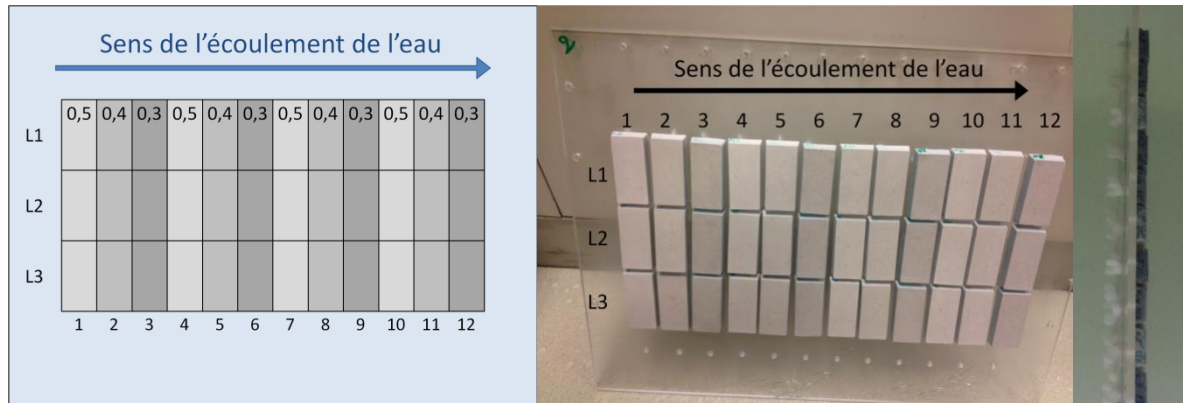 Sens de l'écoulement de l'eau
0,5 0,4 0,3 0,5 0,4 0,3 0,5 0,4 0,3 0,5 0,4 0,3
L1
L2
L3
1 2 3 4 5 6 7 8 9 10 11 12
Sens de l'écoulement de l'eau
1 2 3 4 5 6 7 8 9 10 11 12
L1
L2
L3